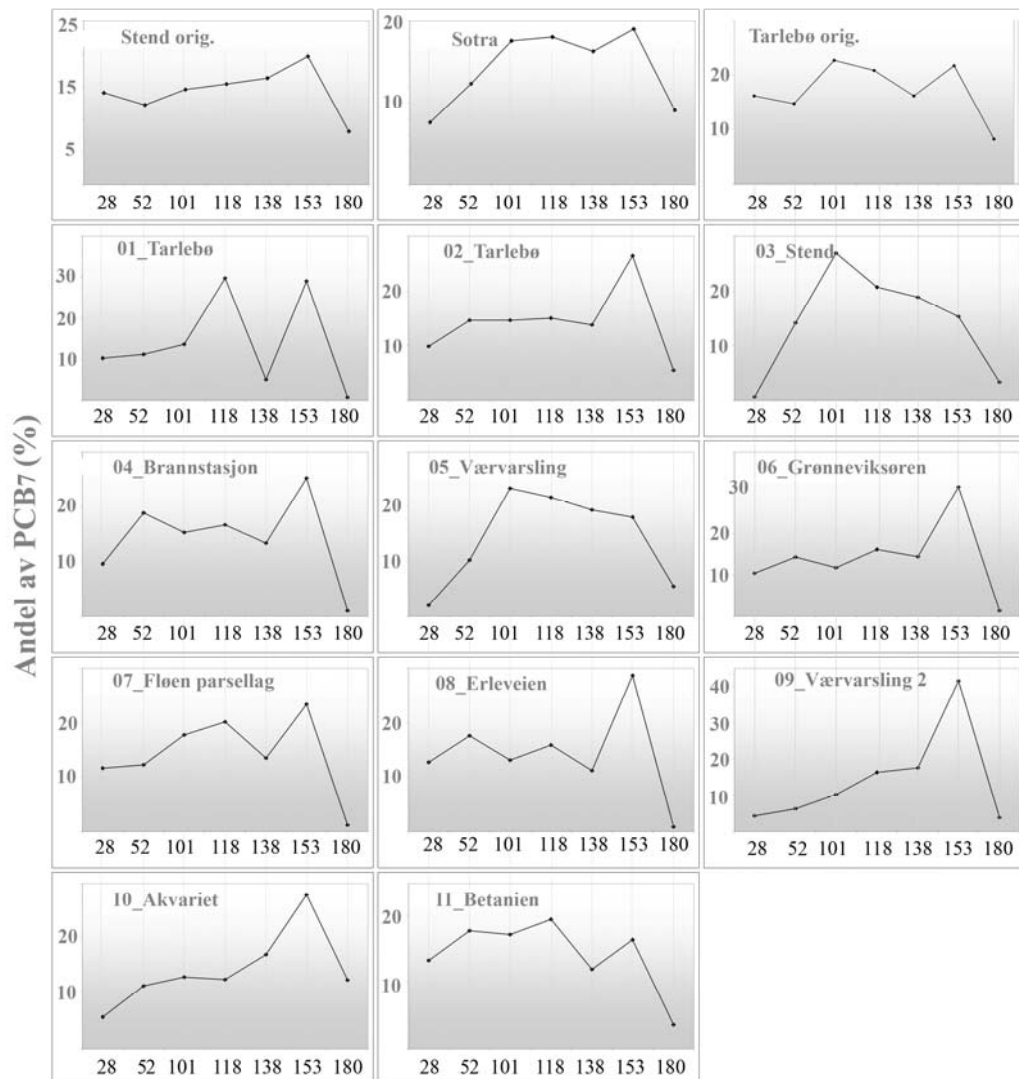 Andel av PCB7 (%)
Stend orig.
25
15
5
28 52 101 118 138 153 180
Sotra
20
10
28 52 101 118 138 153 180
Tarlebø orig.
20
10
28 52 101 118 138 153 180
01_Tarlebø
30
20
10
28 52 101 118 138 153 180
02_Tarlebø
20
10
28 52 101 118 138 153 180
03_Stend
20
10
28 52 101 118 138 153 180
04_Brannstasjon
20
10
28 52 101 118 138 153 180
05_Værvarsling
20
10
28 52 101 118 138 153 180
06_Grønneviksøren
30
20
10
28 52 101 118 138 153 180
07_Fløen parsellag
20
10
28 52 101 118 138 153 180
08_Erleveien
20
10
28 52 101 118 138 153 180
09_Værvarsling 2
40
30
20
10
28 52 101 118 138 153 180
10_Akvariet
20
10
28 52 101 118 138 153 180
11_Betanien
20
10
28 52 101 118 138 153 180